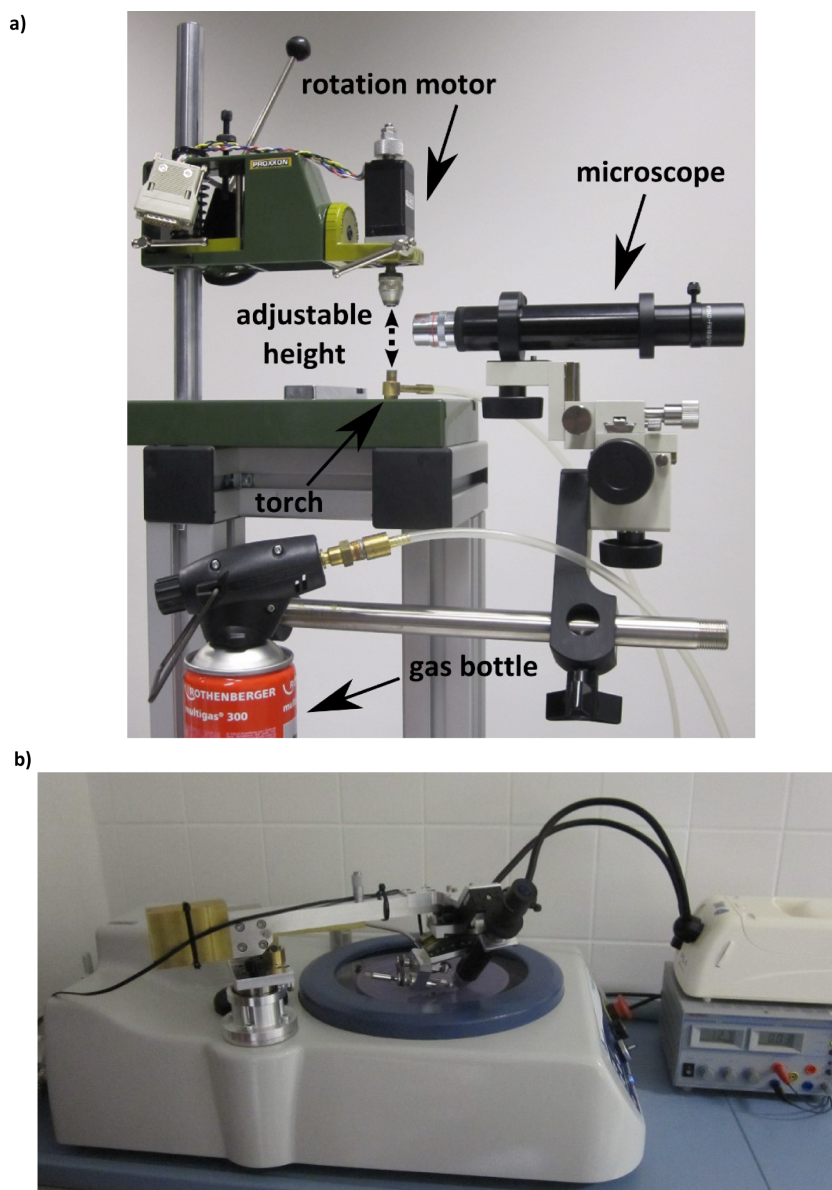 a)
rotation motor
PROXXON
microscope
adjustable
height
torch
gas bottle
ROTHENBERGER
multigas® 300
b)